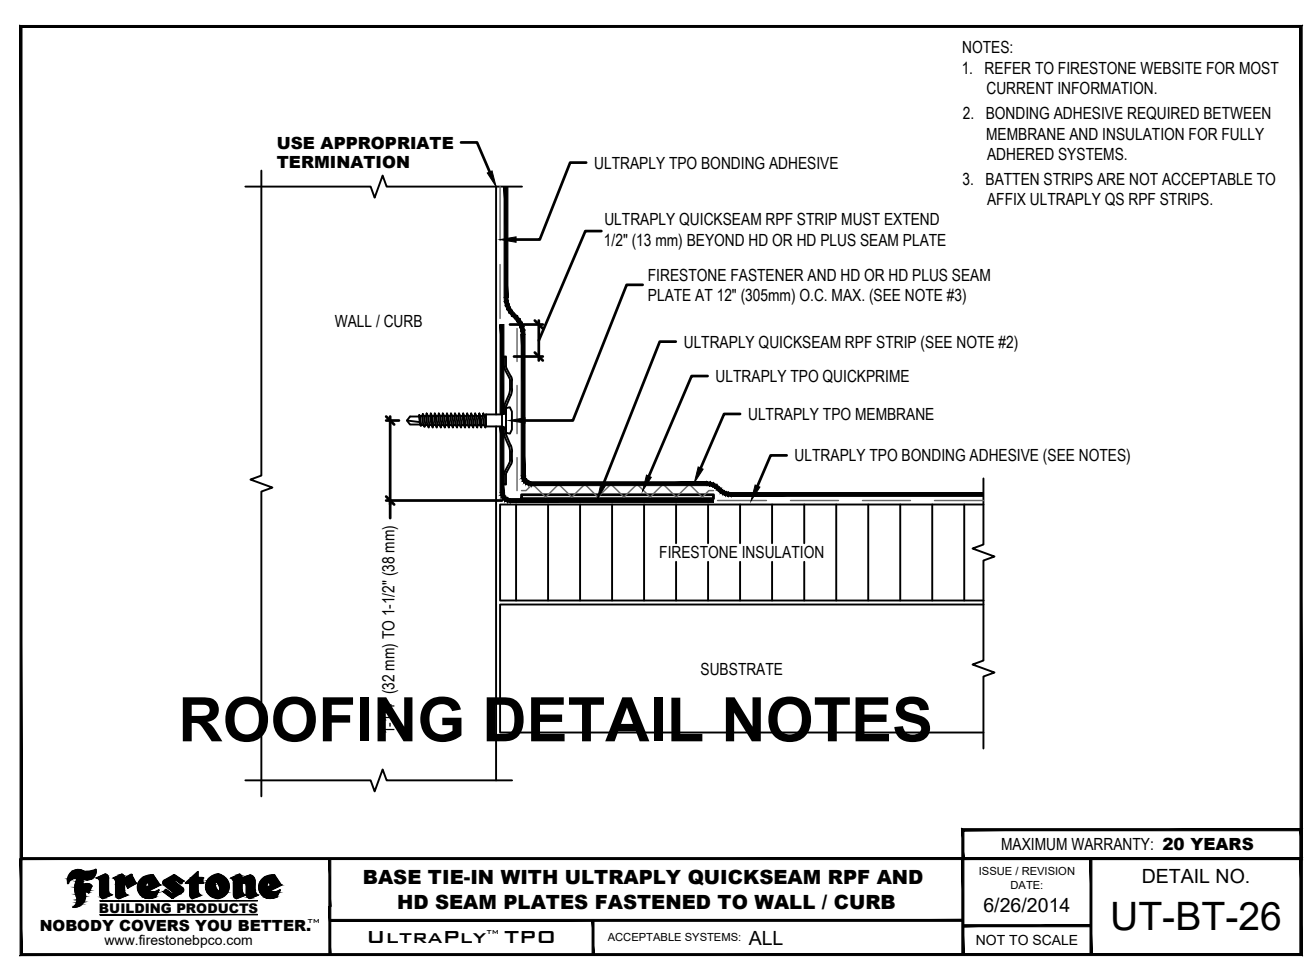 NOTES:
1. REFER TO FIRESTONE WEBSITE FOR MOST
CURRENT INFORMATION.
2. BONDING ADHESIVE REQUIRED BETWEEN
MEMBRANE AND INSULATION FOR FULLY
ADHERED SYSTEMS.
3. BATTEN STRIPS ARE NOT ACCEPTABLE TO
AFFIX ULTRAPLY QS RPF STRIPS.
USE APPROPRIATE
TERMINATION
ULTRAPLY TPO BONDING ADHESIVE
ULTRAPLY QUICKSEAM RPF STRIP MUST EXTEND
1/2" (13 mm) BEYOND HD OR HD PLUS SEAM PLATE
FIRESTONE FASTENER AND HD OR HD PLUS SEAM
PLATE AT 12" (305mm) O.C. MAX. (SEE NOTE #3)
WALL / CURB
ULTRAPLY QUICKSEAM RPF STRIP (SEE NOTE #2)
ULTRAPLY TPO QUICKPRIME
ULTRAPLY TPO MEMBRANE
ULTRAPLY TPO BONDING ADHESIVE (SEE NOTES)
FIRESTONE INSULATION
(32 mm) TO 1-1/2" (38 mm)
SUBSTRATE
ROOFING DETAIL NOTES
MAXIMUM WARRANTY: 20 YEARS
Firestone
BUILDING PRODUCTS
NOBODY COVERS YOU BETTER.™
www.firestonebpco.com
BASE TIE-IN WITH ULTRAPLY QUICKSEAM RPF AND
HD SEAM PLATES FASTENED TO WALL / CURB
ULTRAPLY™ TPO
ACCEPTABLE SYSTEMS: ALL
ISSUE / REVISION
DATE:
6/26/2014
NOT TO SCALE
DETAIL NO.
UT-BT-26